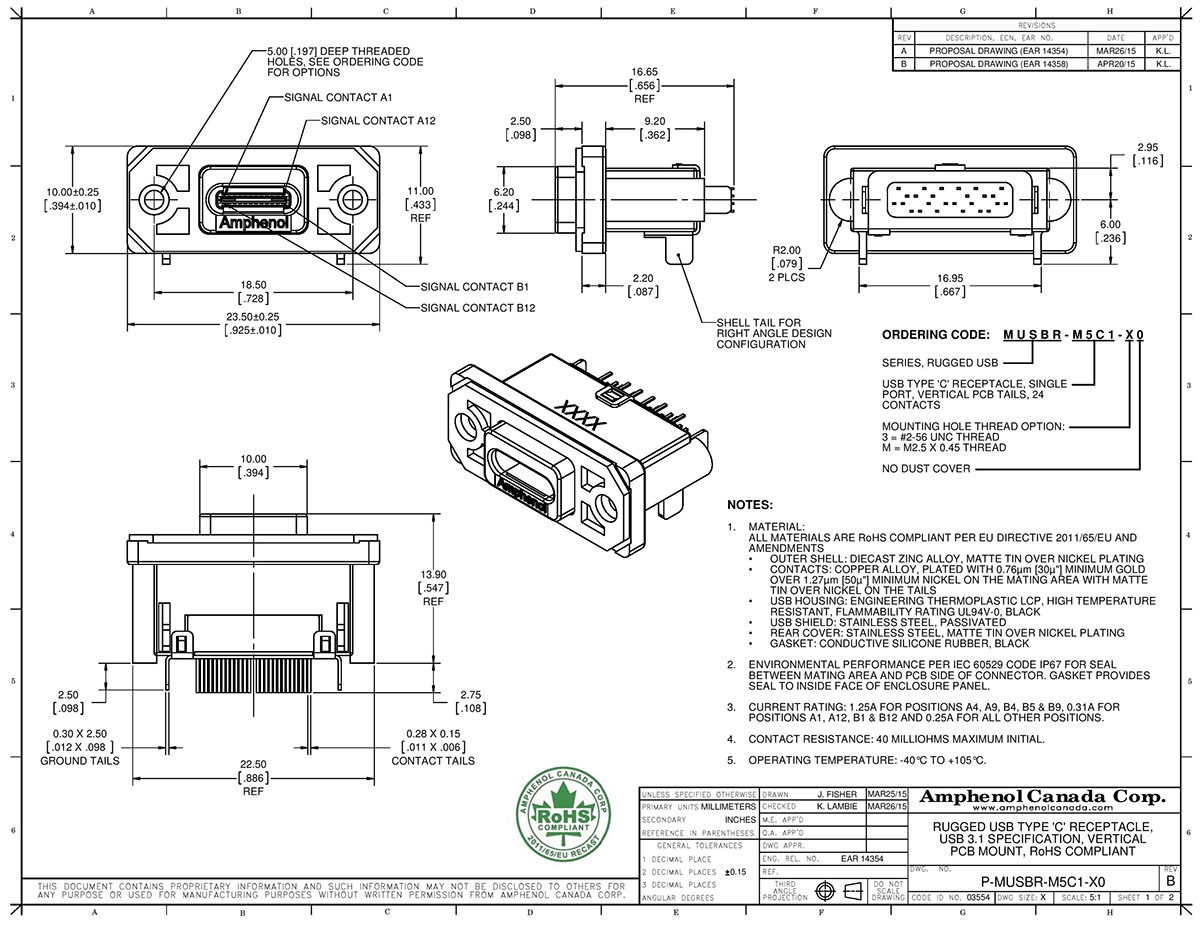 A B C D E F G H
REVISIONS
REV DESCRIPTION, ECN, EAR NO. DATE APP'D
A PROPOSAL DRAWING (EAR 14354) MAR26/15 K.L.
B PROPOSAL DRAWING (EAR 14358) APR20/15 K.L.
1 1
5.00 [.197] DEEP THREADED
HOLES, SEE ORDERING CODE
FOR OPTIONS
SIGNAL CONTACT A1
SIGNAL CONTACT A12
10.00±0.25
[.394±.010]
11.00
[.433]
REF
Amphenol
18.50
[.728]
23.50±0.25
[.925±.010]
SIGNAL CONTACT B1
SIGNAL CONTACT B12
16.65
[.656]
REF
2.50
[.098]
9.20
[.362]
6.20
[.244]
2.20
[.087]
SHELL TAIL FOR
RIGHT ANGLE DESIGN
CONFIGURATION
2.95
[.116]
6.00
[.236]
R2.00
[.079]
2 PLCS
16.95
[.667]
2 2
ORDERING CODE: MUSBR-M5C1-X0
SERIES, RUGGED USB
USB TYPE 'C' RECEPTACLE, SINGLE
PORT, VERTICAL PCB TAILS, 24
CONTACTS
MOUNTING HOLE THREAD OPTION:
3 = #2-56 UNC THREAD
M = M2.5 X 0.45 THREAD
NO DUST COVER
3 3
XXXX
Amphenol
10.00
[.394]
13.90
[.547]
REF
2.50
[.098]
2.75
[.108]
0.30 X 2.50
[.012 X .098]
GROUND TAILS
0.28 X 0.15
[.011 X .006]
CONTACT TAILS
22.50
[.886]
REF
4 4
NOTES:
1. MATERIAL:
ALL MATERIALS ARE RoHS COMPLIANT PER EU DIRECTIVE 2011/65/EU AND
AMENDMENTS
• OUTER SHELL: DIECAST ZINC ALLOY, MATTE TIN OVER NICKEL PLATING
• CONTACTS: COPPER ALLOY, PLATED WITH 0.76µm [30µ"] MINIMUM GOLD
OVER 1.27µm [50µ"] MINIMUM NICKEL ON THE MATING AREA WITH MATTE
TIN OVER NICKEL ON THE TAILS
• USB HOUSING: ENGINEERING THERMOPLASTIC LCP, HIGH TEMPERATURE
RESISTANT, FLAMMABILITY RATING UL94V-0, BLACK
• USB SHIELD: STAINLESS STEEL, PASSIVATED
• REAR COVER: STAINLESS STEEL, MATTE TIN OVER NICKEL PLATING
• GASKET: CONDUCTIVE SILICONE RUBBER, BLACK
2. ENVIRONMENTAL PERFORMANCE PER IEC 60529 CODE IP67 FOR SEAL
BETWEEN MATING AREA AND PCB SIDE OF CONNECTOR. GASKET PROVIDES
SEAL TO INSIDE FACE OF ENCLOSURE PANEL.
3. CURRENT RATING: 1.25A FOR POSITIONS A4, A9, B4, B5 & B9, 0.31A FOR
POSITIONS A1, A12, B1 & B12 AND 0.25A FOR ALL OTHER POSITIONS.
4. CONTACT RESISTANCE: 40 MILLIOHMS MAXIMUM INITIAL.
5. OPERATING TEMPERATURE: -40°C TO +105°C.
5 5
AMPHENOL CANADA CORP
RoHS
COMPLIANT
2011/65/EU RECAST
UNLESS SPECIFIED OTHERWISE
PRIMARY UNITS MILLIMETERS
SECONDARY INCHES
REFERENCE IN PARENTHESES
GENERAL TOLERANCES
1 DECIMAL PLACE
2 DECIMAL PLACES ±0.15
3 DECIMAL PLACES
ANGULAR DEGREES
DRAWN J. FISHER MAR25/15
CHECKED K. LAMBIE MAR26/15
M.E. APP'D
Q.A. APP'D
DWG APPR.
ENG. REL. NO. EAR 14354
REF.
THIRD
ANGLE
PROJECTION
DO NOT
SCALE
DRAWING
Amphenol Canada Corp.
www.amphenolcanada.com
RUGGED USB TYPE 'C' RECEPTACLE,
USB 3.1 SPECIFICATION, VERTICAL
PCB MOUNT, RoHS COMPLIANT
DWG. NO. REV
P-MUSBR-M5C1-X0 B
CODE ID NO. 03554 DWG SIZE: X SCALE: 5:1 SHEET 1 OF 2
6 6
THIS DOCUMENT CONTAINS PROPRIETARY INFORMATION AND SUCH INFORMATION MAY NOT BE DISCLOSED TO OTHERS FOR
ANY PURPOSE OR USED FOR MANUFACTURING PURPOSES WITHOUT WRITTEN PERMISSION FROM AMPHENOL CANADA CORP.
A B C D E F G H